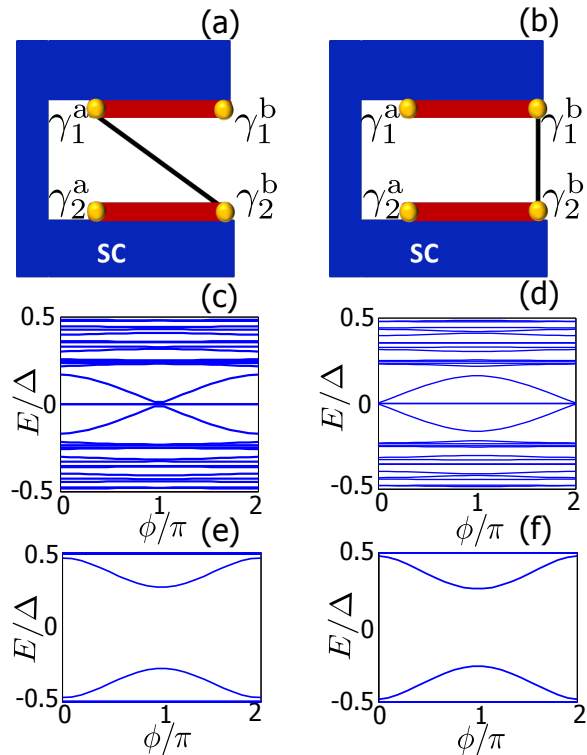 (a) (b)
γ₁ᵃ γ₁ᵇ γ₁ᵃ γ₁ᵇ
γ₂ᵃ γ₂ᵇ γ₂ᵃ γ₂ᵇ
SC SC
(c) (d)
0.5 0.5
E/Δ 0 E/Δ 0
-0.5 -0.5
0 1 2 0 1 2
ϕ/π (e) ϕ/π (f)
0.5 0.5
E/Δ 0 E/Δ 0
-0.5 -0.5
0 1 2 0 1 2
ϕ/π ϕ/π